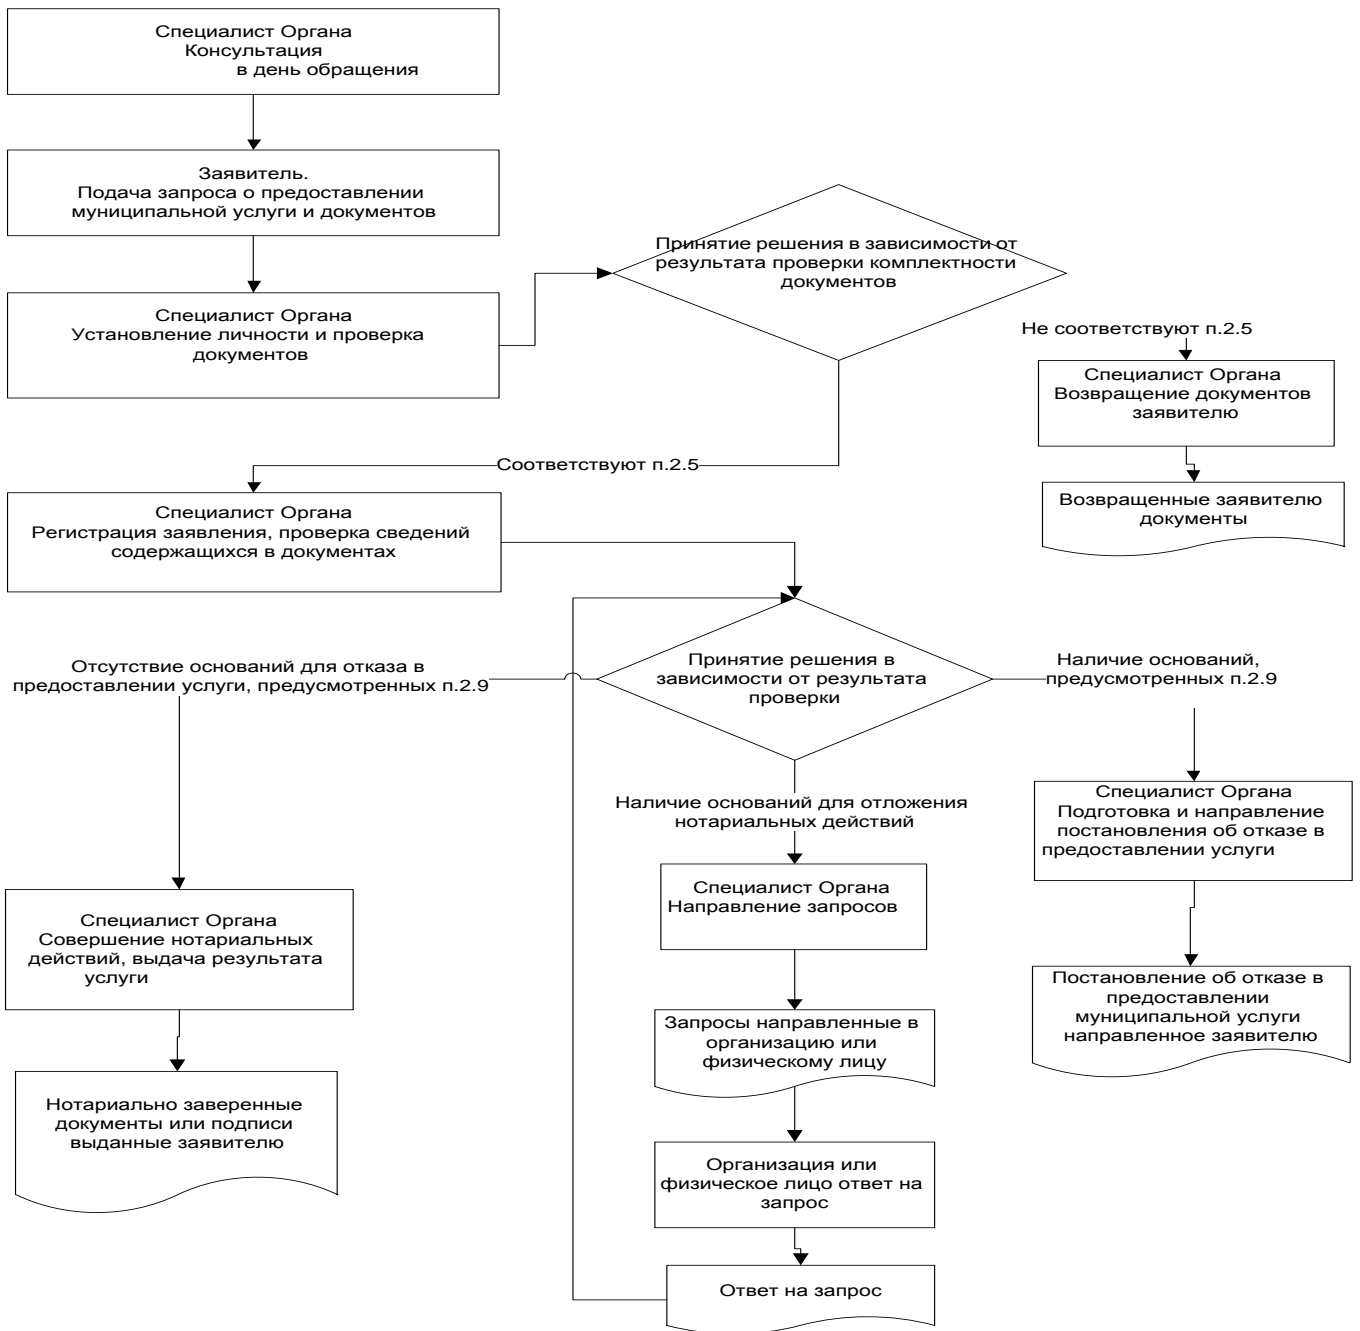 Специалист Органа
Консультация
в день обращения
Заявитель.
Подача запроса о предоставлении
муниципальной услуги и документов
Специалист Органа
Установление личности и проверка
документов
Принятие решения в зависимости от
результата проверки комплектности
документов
Не соответствуют п.2.5
Специалист Органа
Возвращение документов
заявителю
Возвращенные заявителю
документы
Соответствуют п.2.5
Специалист Органа
Регистрация заявления, проверка сведений
содержащихся в документах
Принятие решения в
зависимости от результата
проверки
Отсутствие оснований для отказа в
предоставлении услуги, предусмотренных п.2.9
Наличие оснований,
предусмотренных п.2.9
Наличие оснований для отложения
нотариальных действий
Специалист Органа
Подготовка и направление
постановления об отказе в
предоставлении услуги
Специалист Органа
Направление запросов
Специалист Органа
Совершение нотариальных
действий, выдача результата
услуги
Постановление об отказе в
предоставлении
муниципальной услуги
направленное заявителю
Запросы направленные в
организацию или
физическому лицу
Нотариально заверенные
документы или подписи
выданные заявителю
Организация или
физическое лицо ответ на
запрос
Ответ на запрос